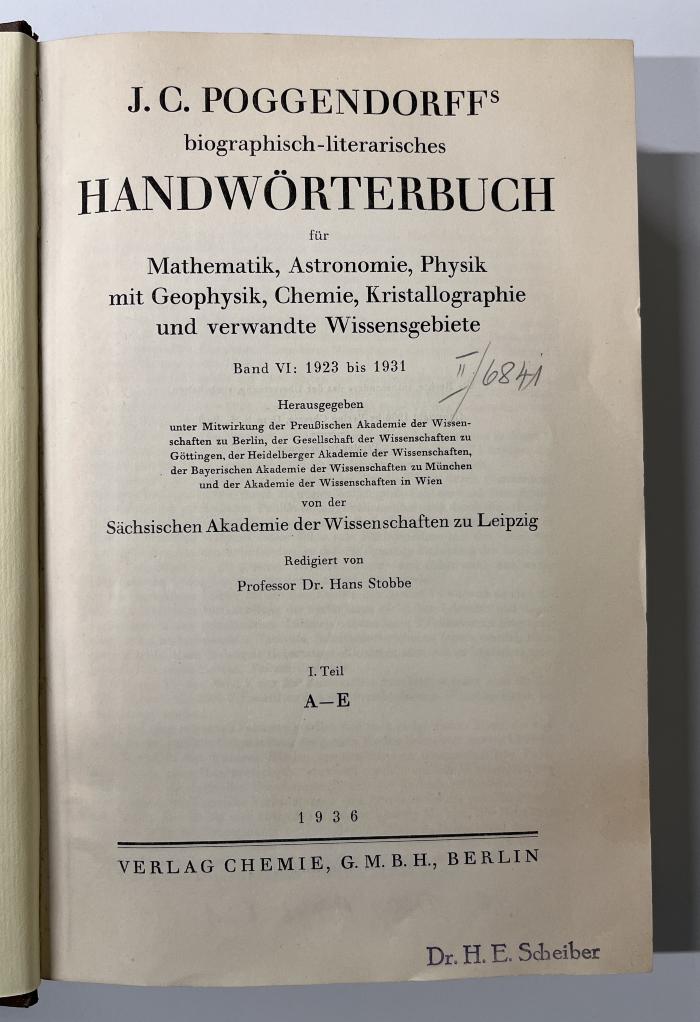 J. C. POGGENDORFFs
biographisch-literarisches
HANDWÖRTERBUCH
für
Mathematik, Astronomie, Physik
mit Geophysik, Chemie, Kristallographie
und verwandte Wissensgebiete
Band VI: 1923 bis 1931
II/6841
Herausgegeben
unter Mitwirkung der Preußischen Akademie der Wissen-
schaften zu Berlin, der Gesellschaft der Wissenschaften zu
Göttingen, der Heidelberger Akademie der Wissenschaften,
der Bayerischen Akademie der Wissenschaften zu München
und der Akademie der Wissenschaften in Wien
von der
Sächsischen Akademie der Wissenschaften zu Leipzig
Redigiert von
Professor Dr. Hans Stobbe
I. Teil
A—E
1936
VERLAG CHEMIE, G. M. B. H., BERLIN
Dr. H. E. Scheiber